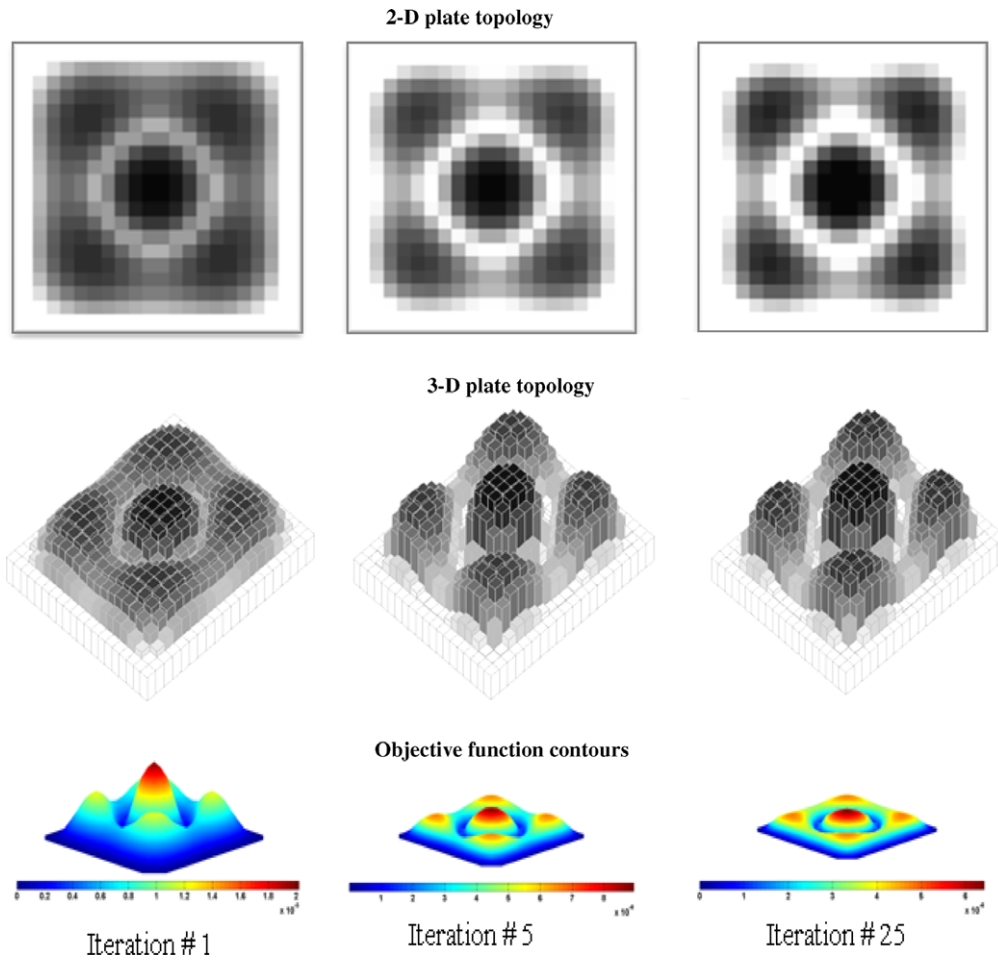 2-D plate topology
3-D plate topology
Objective function contours
0 0.2 0.4 0.6 0.8 1 1.2 1.4 1.6 1.8 2
1 2 3 4 5 6 7 8
0 1 2 3 4 5 6
Iteration # 1
Iteration # 5
Iteration # 25